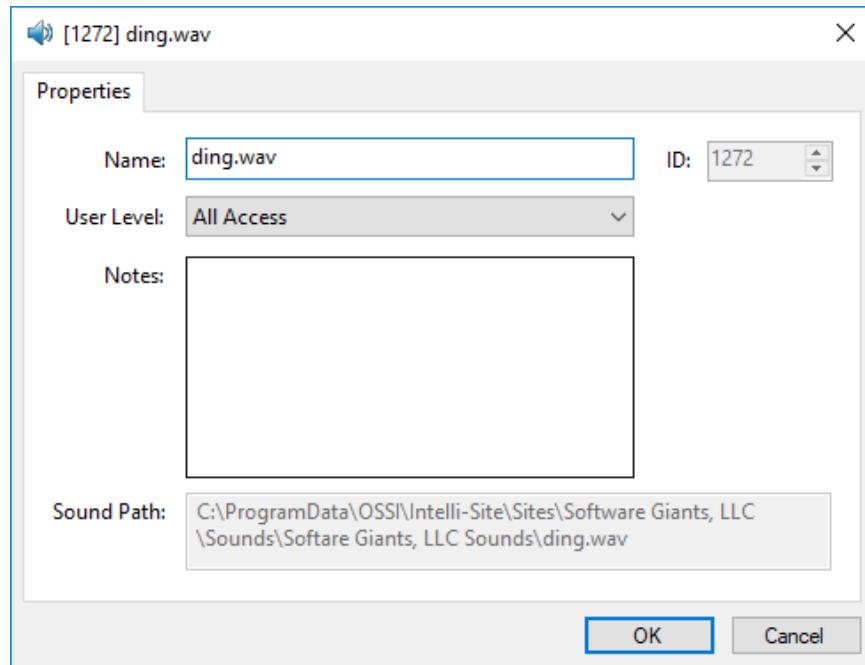 [1272] ding.wav
Properties
Name: ding.wav ID: 1272
User Level: All Access
Notes:
Sound Path: C:\ProgramData\OSSI\Intelli-Site\Sites\Software Giants, LLC
\Sounds\Softare Giants, LLC Sounds\ding.wav
OK Cancel